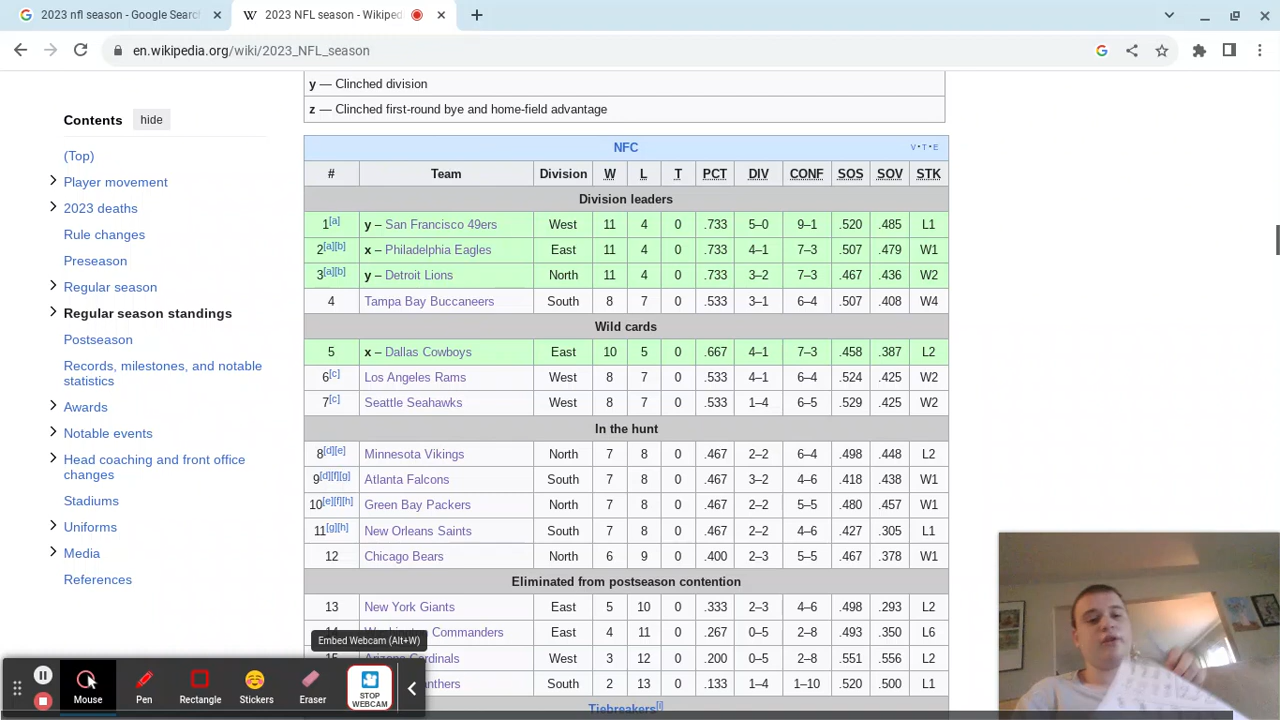 2023 nfl season - Google Searc
2023 NFL season - Wikiped
en.wikipedia.org/wiki/2023_NFL_season
Contents hide
(Top)
Player movement
2023 deaths
Rule changes
Preseason
Regular season
Regular season standings
Postseason
Records, milestones, and notable
statistics
Awards
Notable events
Head coaching and front office
changes
Stadiums
Uniforms
Media
References
y — Clinched division
z — Clinched first-round bye and home-field advantage
NFC V·T·E
# Team Division W L T PCT DIV CONF SOS SOV STK
Division leaders
1[a] y – San Francisco 49ers West 11 4 0 .733 5–0 9–1 .520 .485 L1
2[a][b] x – Philadelphia Eagles East 11 4 0 .733 4–1 7–3 .507 .479 W1
3[a][b] y – Detroit Lions North 11 4 0 .733 3–2 7–3 .467 .436 W2
4 Tampa Bay Buccaneers South 8 7 0 .533 3–1 6–4 .507 .408 W4
Wild cards
5 x – Dallas Cowboys East 10 5 0 .667 4–1 7–3 .458 .387 L2
6[c] Los Angeles Rams West 8 7 0 .533 4–1 6–4 .524 .425 W2
7[c] Seattle Seahawks West 8 7 0 .533 1–4 6–5 .529 .425 W2
In the hunt
8[d][e] Minnesota Vikings North 7 8 0 .467 2–2 6–4 .498 .448 L2
9[d][f][g] Atlanta Falcons South 7 8 0 .467 3–2 4–6 .418 .438 W1
10[e][f][h] Green Bay Packers North 7 8 0 .467 2–2 5–5 .480 .457 W1
11[g][h] New Orleans Saints South 7 8 0 .467 2–2 4–6 .427 .305 L1
12 Chicago Bears North 6 9 0 .400 2–3 5–5 .467 .378 W1
Eliminated from postseason contention
13 New York Giants East 5 10 0 .333 2–3 4–6 .498 .293 L2
Commanders East 4 11 0 .267 0–5 2–8 .493 .350 L6
Cardinals West 3 12 0 .200 0–5 2–8 .551 .556 L2
anthers South 2 13 0 .133 1–4 1–10 .520 .500 L1
Tiebreakers[i]
Embed Webcam (Alt+W)
Mouse
Pen
Rectangle
Stickers
Eraser
STOP
WEBCAM